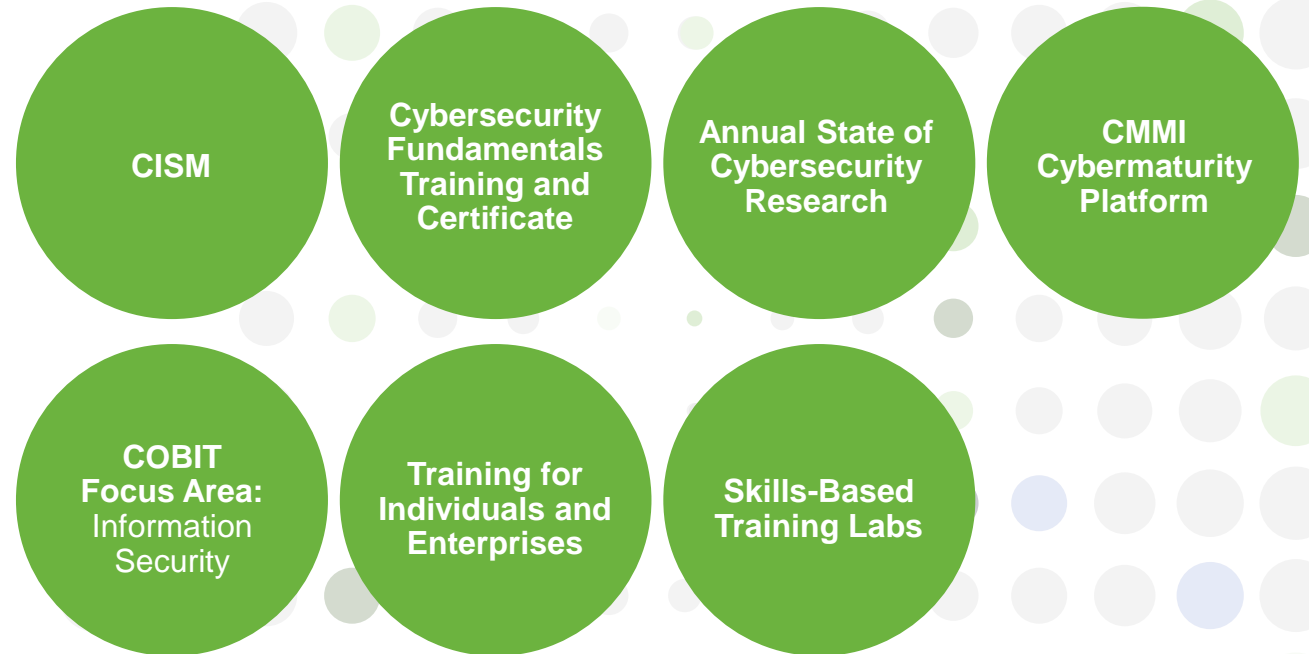 CISM
Cybersecurity
Fundamentals
Training and
Certificate
Annual State of
Cybersecurity
Research
CMMI
Cybermaturity
Platform
COBIT
Focus Area:
Information
Security
Training for
Individuals and
Enterprises
Skills-Based
Training Labs